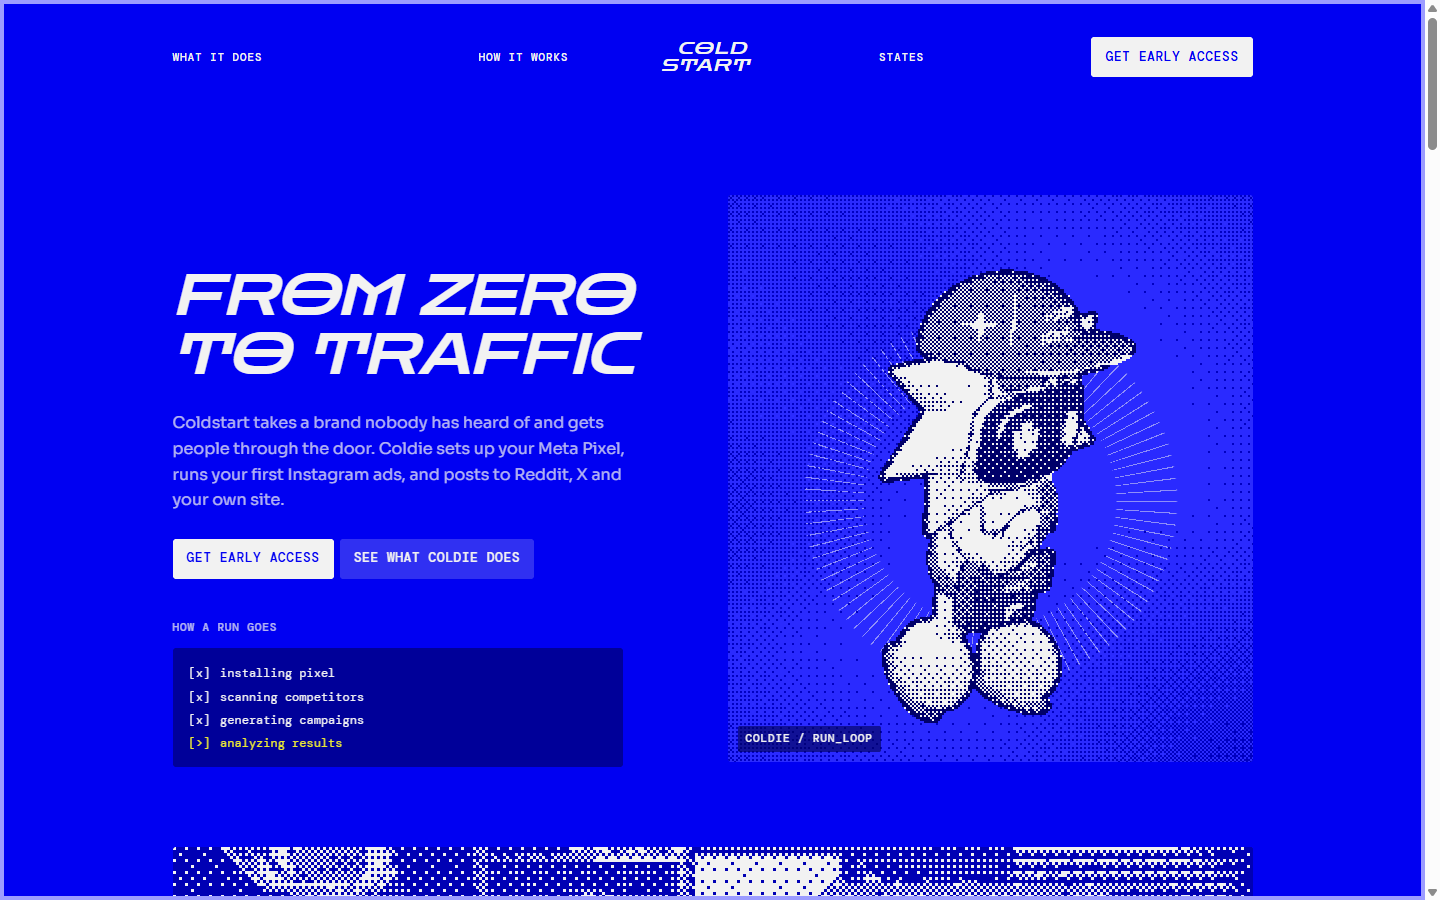 WHAT IT DOES
HOW IT WORKS
COLD
START
STATES
GET EARLY ACCESS
FROM ZERO
TO TRAFFIC
Coldstart takes a brand nobody has heard of and gets
people through the door. Coldie sets up your Meta Pixel,
runs your first Instagram ads, and posts to Reddit, X and
your own site.
GET EARLY ACCESS
SEE WHAT COLDIE DOES
HOW A RUN GOES
[x] installing pixel
[x] scanning competitors
[x] generating campaigns
[>] analyzing results
COLDIE / RUN_LOOP